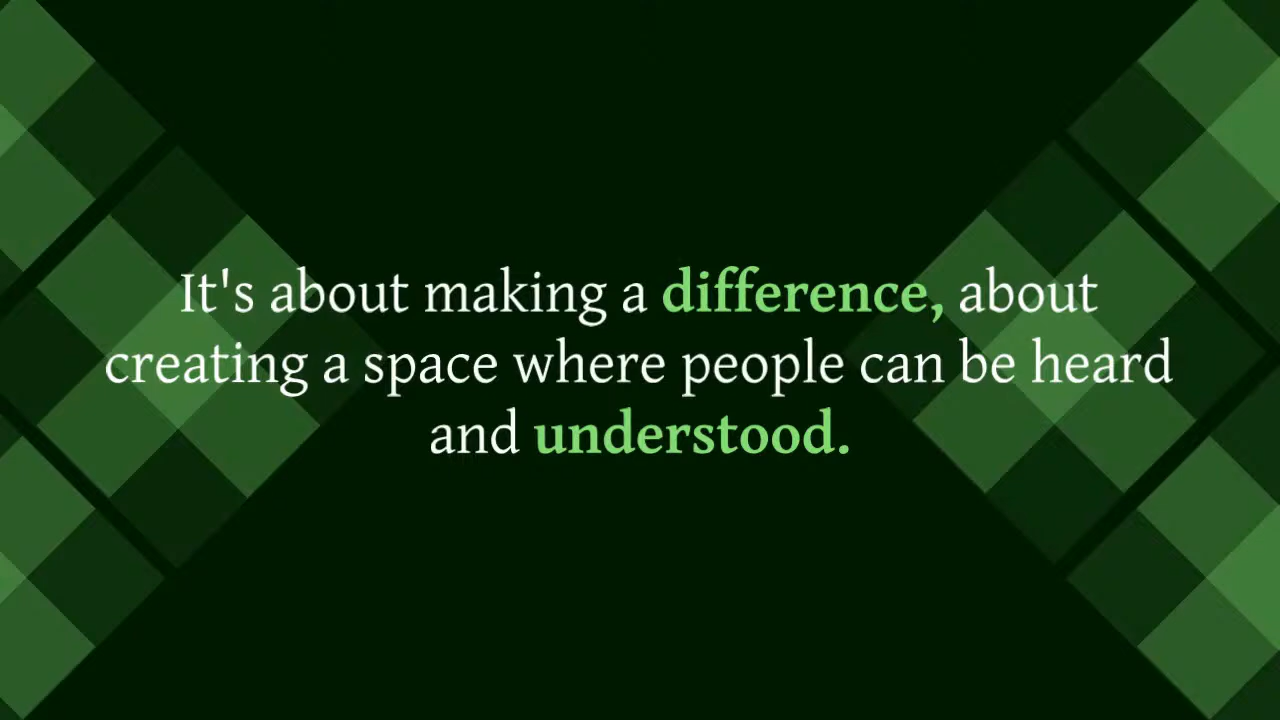 It's about making a difference, about
creating a space where people can be heard
and understood.